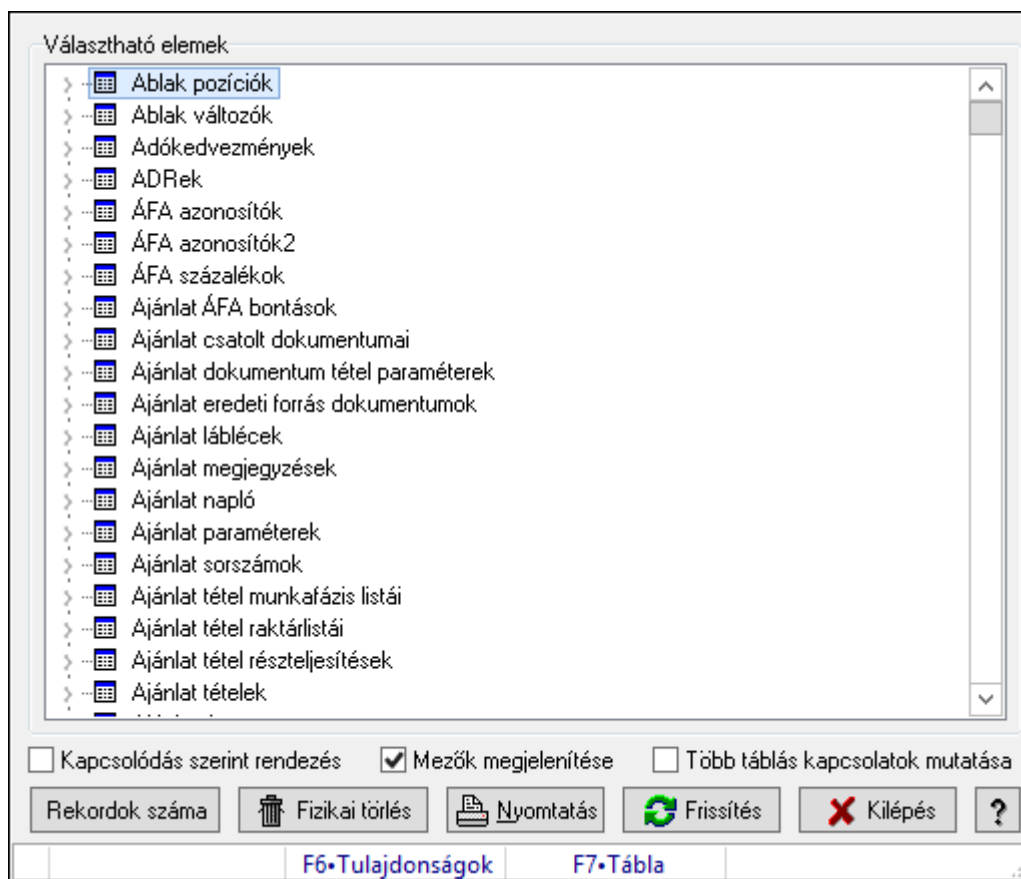 Választható elemek
Ablak pozíciók
Ablak változók
Adókedvezmények
ADRek
ÁFA azonosítók
ÁFA azonosítók2
ÁFA százalékok
Ajánlat ÁFA bontások
Ajánlat csatolt dokumentumai
Ajánlat dokumentum tétel paraméterek
Ajánlat eredeti forrás dokumentumok
Ajánlat láblécek
Ajánlat megjegyzések
Ajánlat napló
Ajánlat paraméterek
Ajánlat sorszámok
Ajánlat tétel munkafázis listái
Ajánlat tétel raktárlistái
Ajánlat tétel részteljesítések
Ajánlat tételek
Kapcsolódás szerint rendezés Mezők megjelenítése Több táblás kapcsolatok mutatása
Rekordok száma Fizikai törlés Nyomtatás Frissítés Kilépés ?
F6•Tulajdonságok F7•Tábla